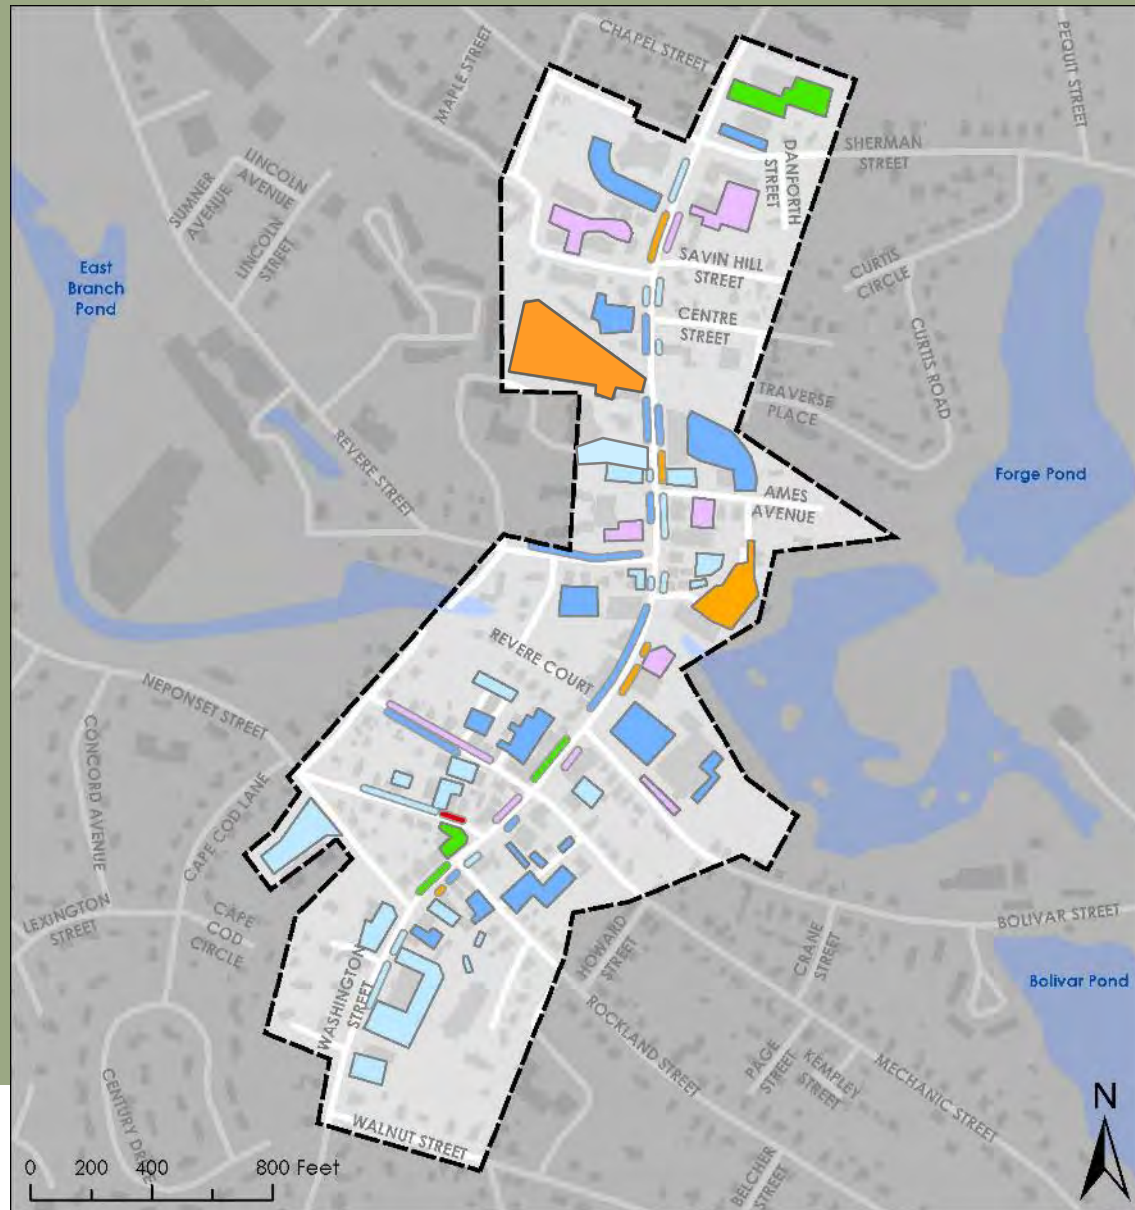 CHAPEL STREET
MAPLE STREET
PEQUIT STREET
SHERMAN
STREET
DANFORTH
STREET
LINCOLN
AVENUE
SUMNER
AVENUE
LINCOLN
STREET
SAVIN HILL
STREET
CURTIS
CIRCLE
East
Branch
Pond
CENTRE
STREET
CURTIS ROAD
TRAVERSE
PLACE
REVERE STREET
Forge Pond
AMES
AVENUE
REVERE COURT
NEPONSET STREET
CONCORD AVENUE
CAPE COD LANE
LEXINGTON
STREET
CAPE
COD
CIRCLE
BOLIVAR STREET
CRANE
STREET
HOWARD
STREET
Bolivar Pond
WASHINGTON
STREET
ROCKLAND STREET
PAGE
STREET
KEMPLEY
STREET
MECHANIC STREET
CENTURY DRIVE
WALNUT STREET
BELCHER
STREET
N
0 200 400 800 Feet